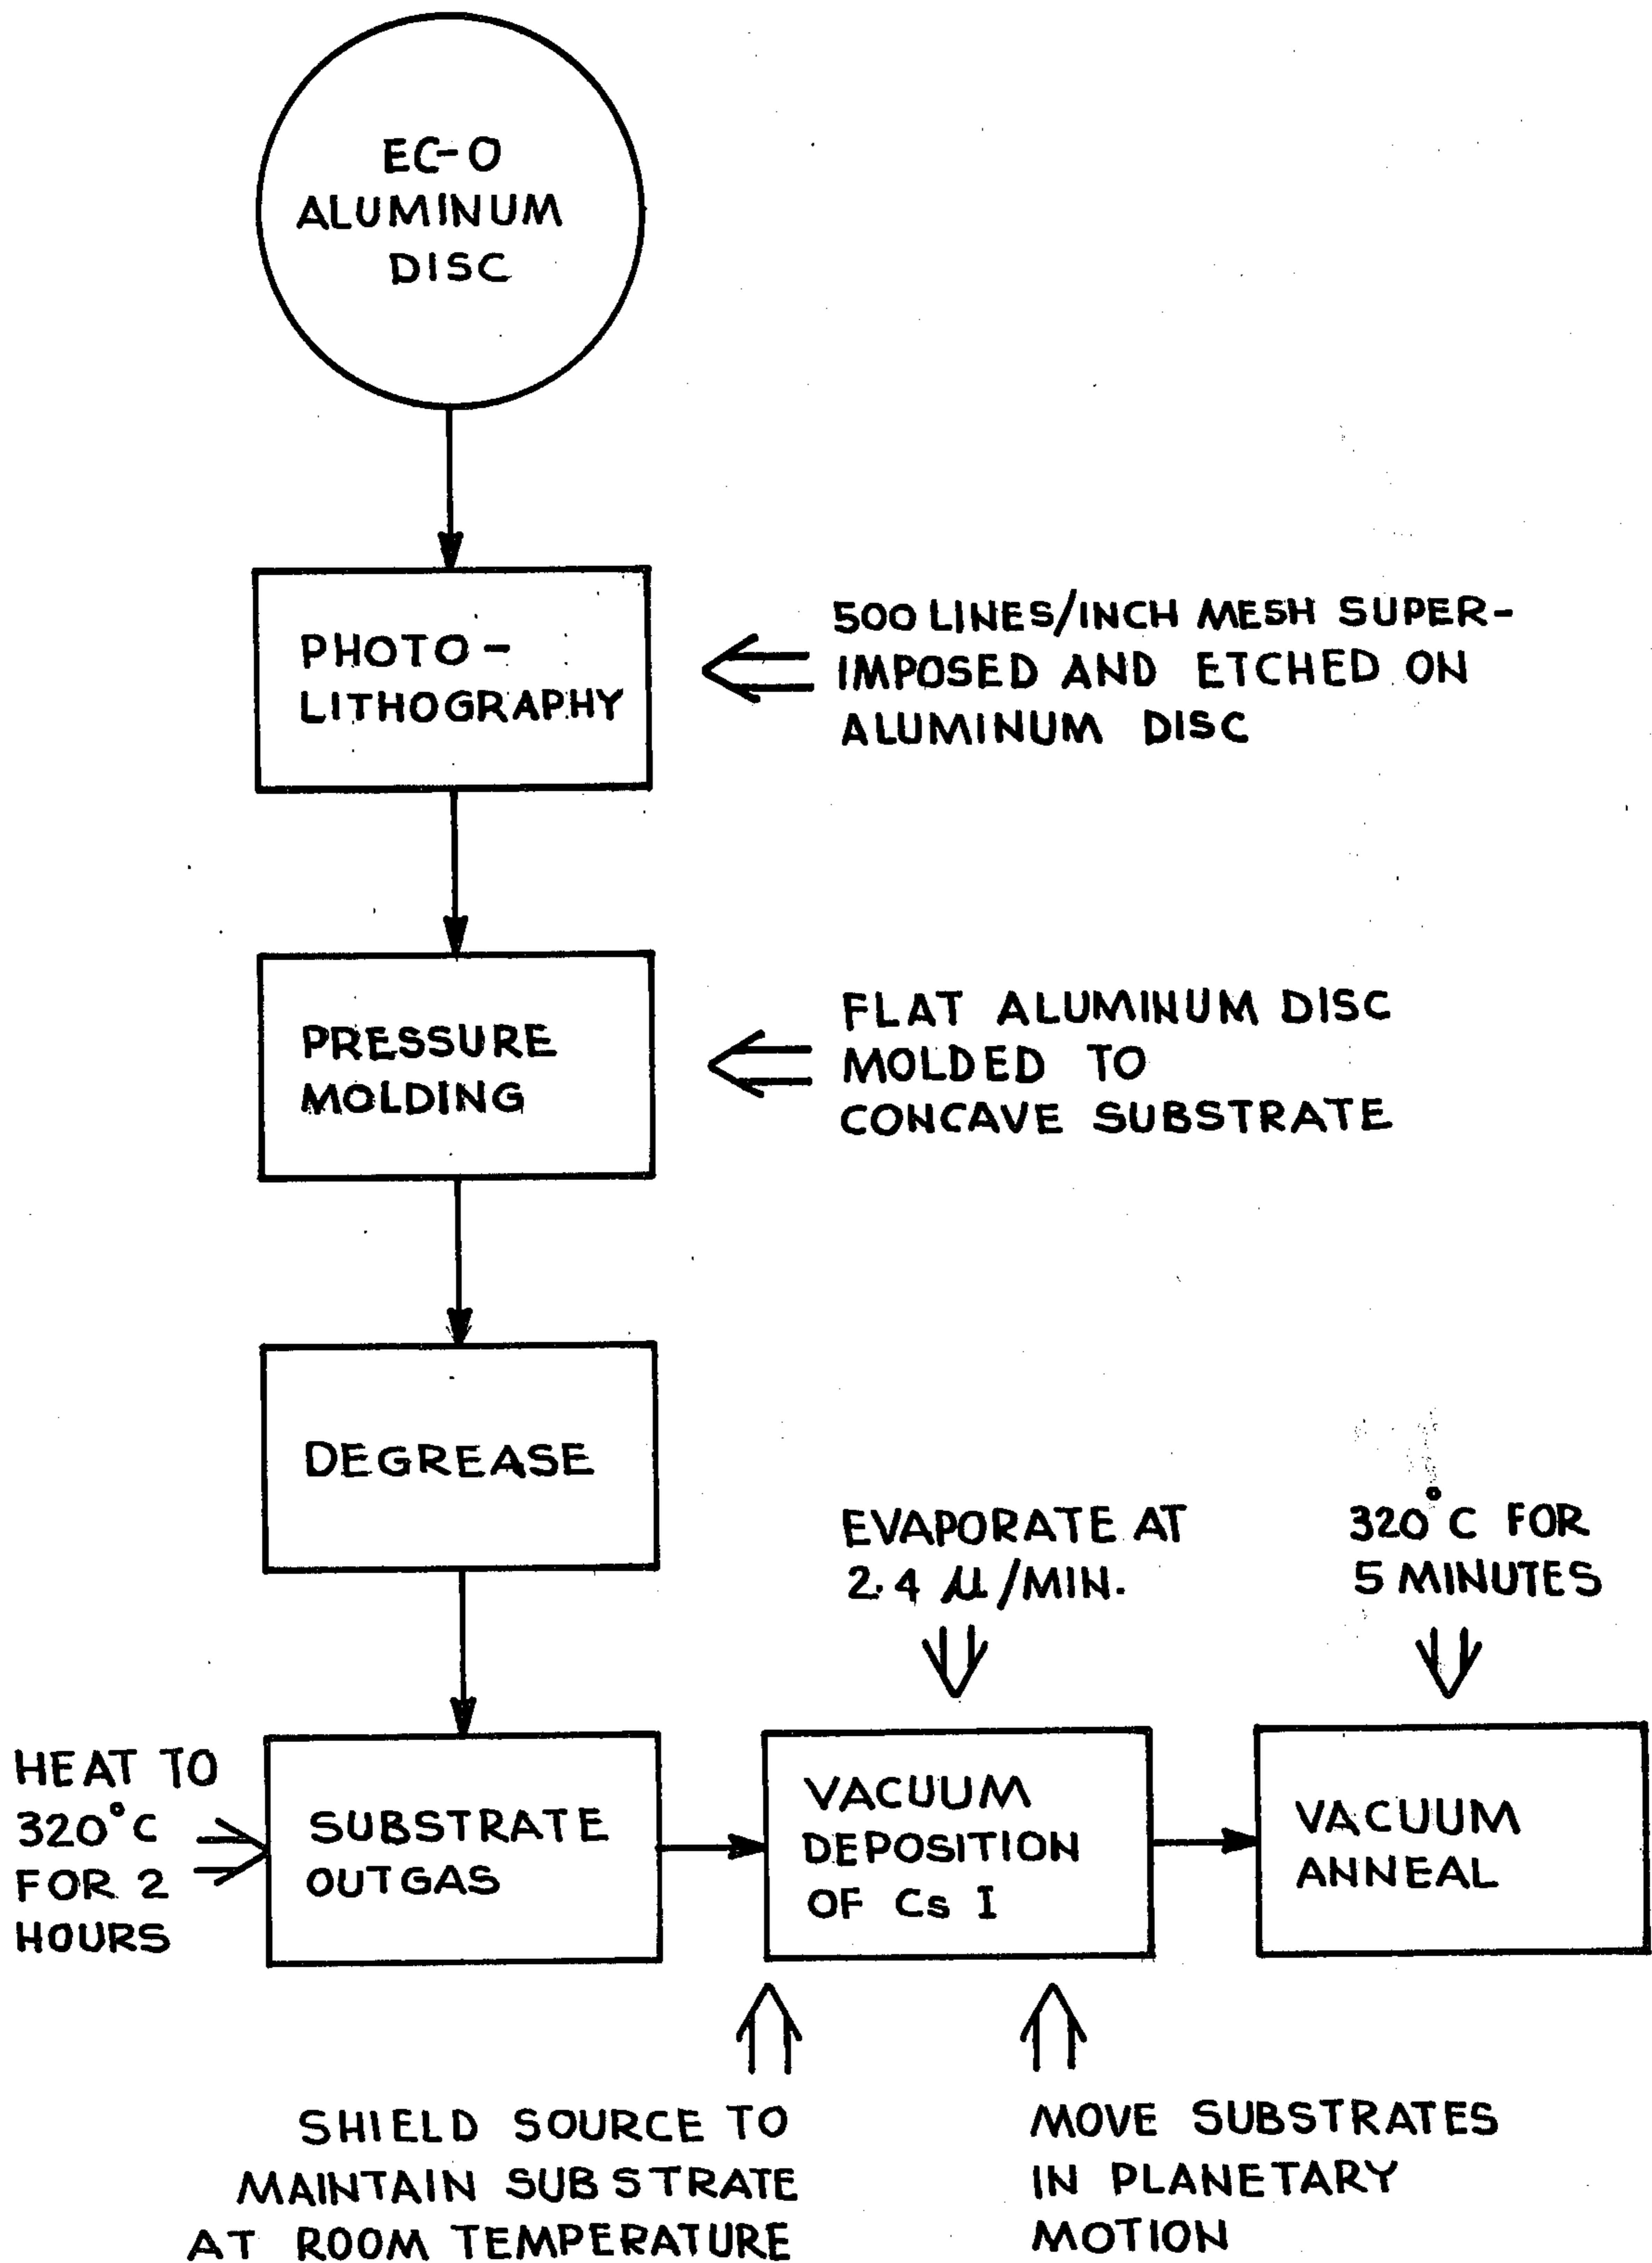 EC-O
ALUMINUM
DISC
PHOTO-
LITHOGRAPHY
500 LINES/INCH MESH SUPER-
IMPOSED AND ETCHED ON
ALUMINUM DISC
PRESSURE
MOLDING
FLAT ALUMINUM DISC
MOLDED TO
CONCAVE SUBSTRATE
DEGREASE
EVAPORATE AT
2.4 μ/MIN.
320°C FOR
5 MINUTES
HEAT TO
320°C
FOR 2
HOURS
SUBSTRATE
OUTGAS
VACUUM
DEPOSITION
OF Cs I
VACUUM
ANNEAL
SHIELD SOURCE TO
MAINTAIN SUBSTRATE
AT ROOM TEMPERATURE
MOVE SUBSTRATES
IN PLANETARY
MOTION